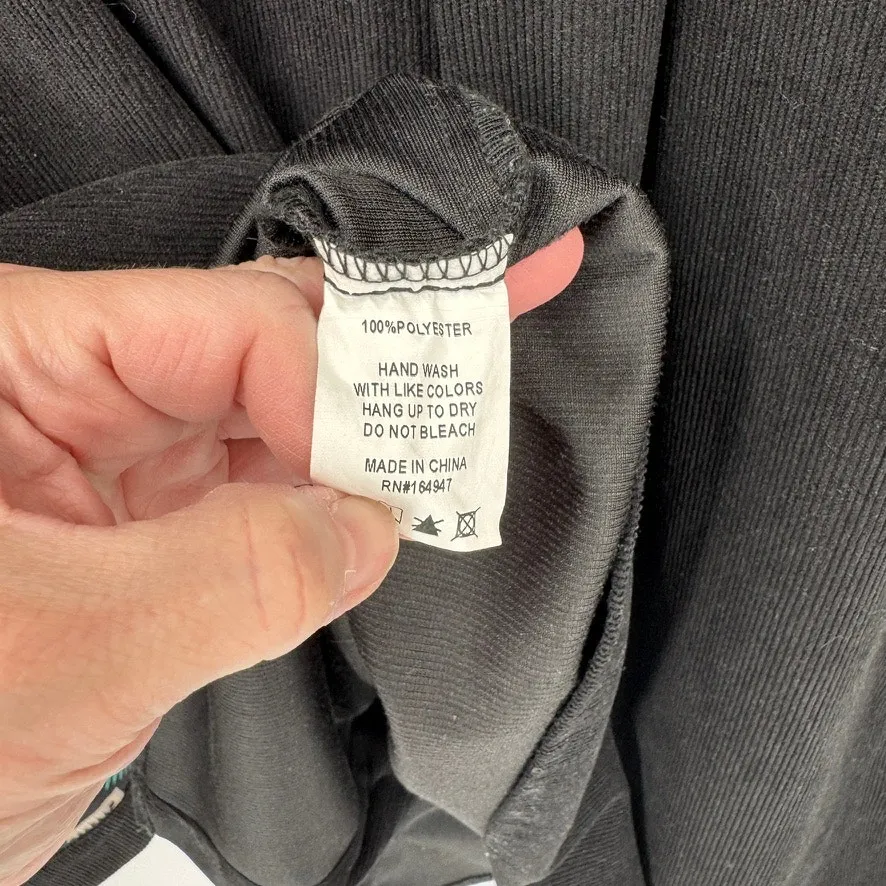 100%POLYESTER
HAND WASH
WITH LIKE COLORS
HANG UP TO DRY
DO NOT BLEACH
MADE IN CHINA
RN#164947